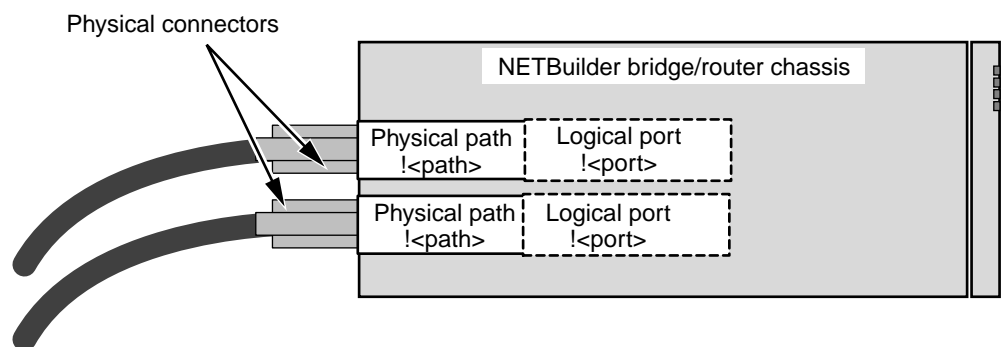 Physical connectors
NETBuilder bridge/router chassis
Physical path
!<path>
Logical port
!<port>
Physical path
!<path>
Logical port
!<port>